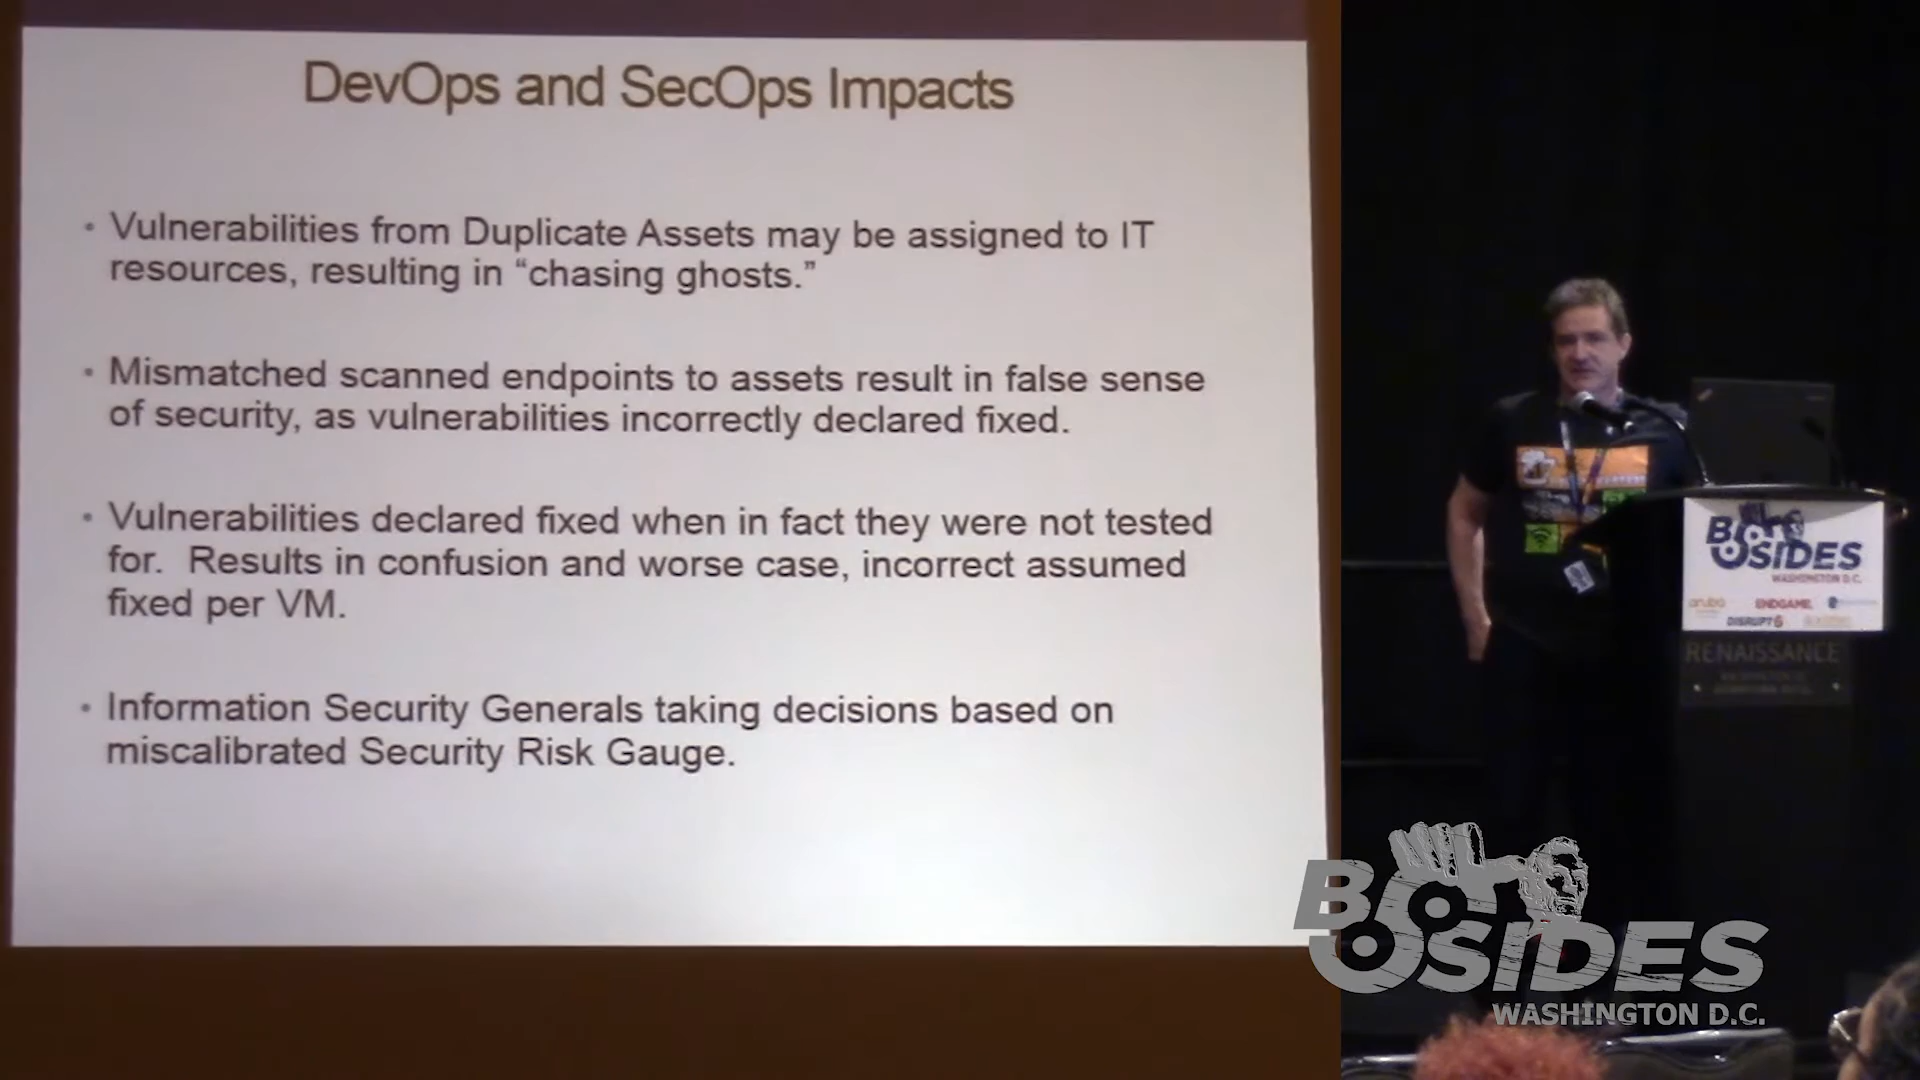 DevOps and SecOps Impacts
• Vulnerabilities from Duplicate Assets may be assigned to IT
resources, resulting in “chasing ghosts.”
• Mismatched scanned endpoints to assets result in false sense
of security, as vulnerabilities incorrectly declared fixed.
• Vulnerabilities declared fixed when in fact they were not tested
for.  Results in confusion and worse case, incorrect assumed
fixed per VM.
• Information Security Generals taking decisions based on
miscalibrated Security Risk Gauge.
BSIDES
WASHINGTON D.C.
aruba ENDGAME.
DISRUPT6
RENAISSANCE
BSIDES
WASHINGTON D.C.